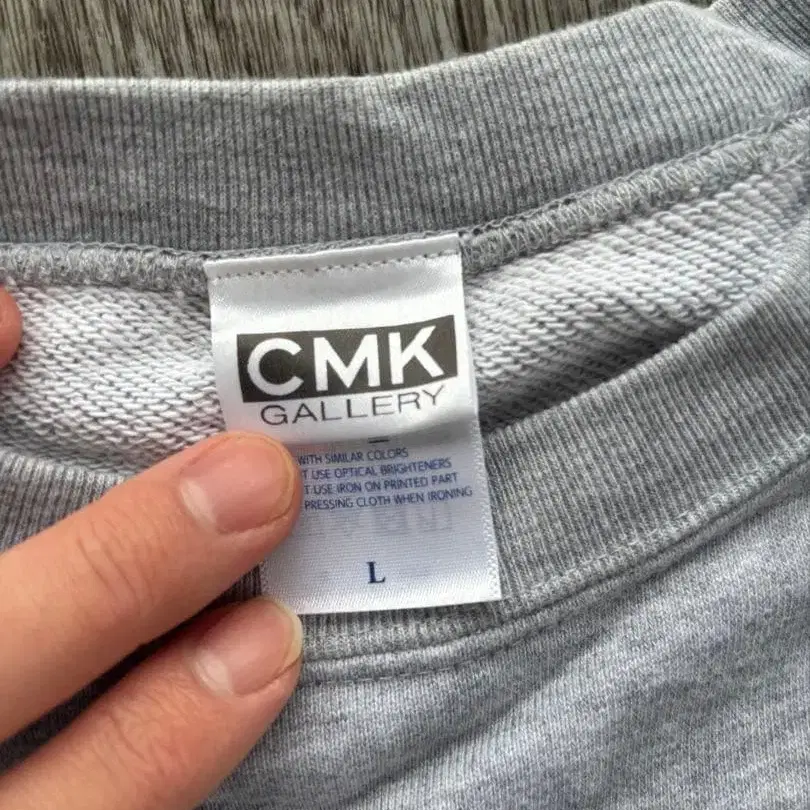 CMK
GALLERY
WITH SIMILAR COLORS
USE OPTICAL BRIGHTENERS
USE IRON ON PRINTED PART
PRESSING CLOTH WHEN IRONING
L